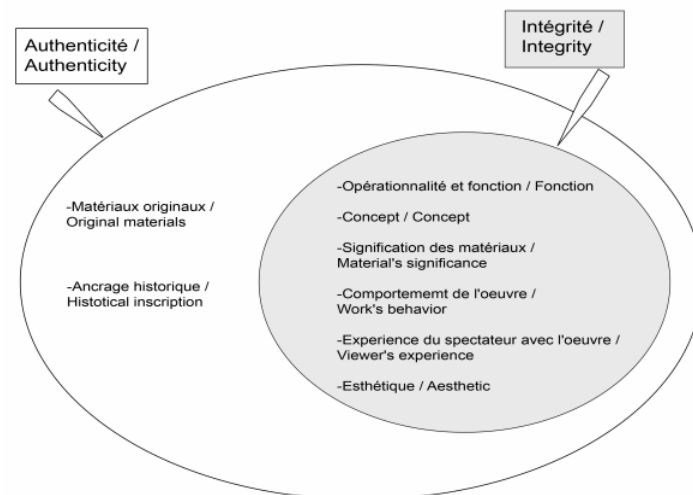 Authenticité /
Authenticity
Intégrité /
Integrity
-Matériaux originaux /
Original materials
-Ancrage historique /
Histotical inscription
-Opérationnalité et fonction / Fonction
-Concept / Concept
-Signification des matériaux /
Material's significance
-Comportememt de l'oeuvre /
Work's behavior
-Experience du spectateur avec l'oeuvre /
Viewer's experience
-Esthétique / Aesthetic